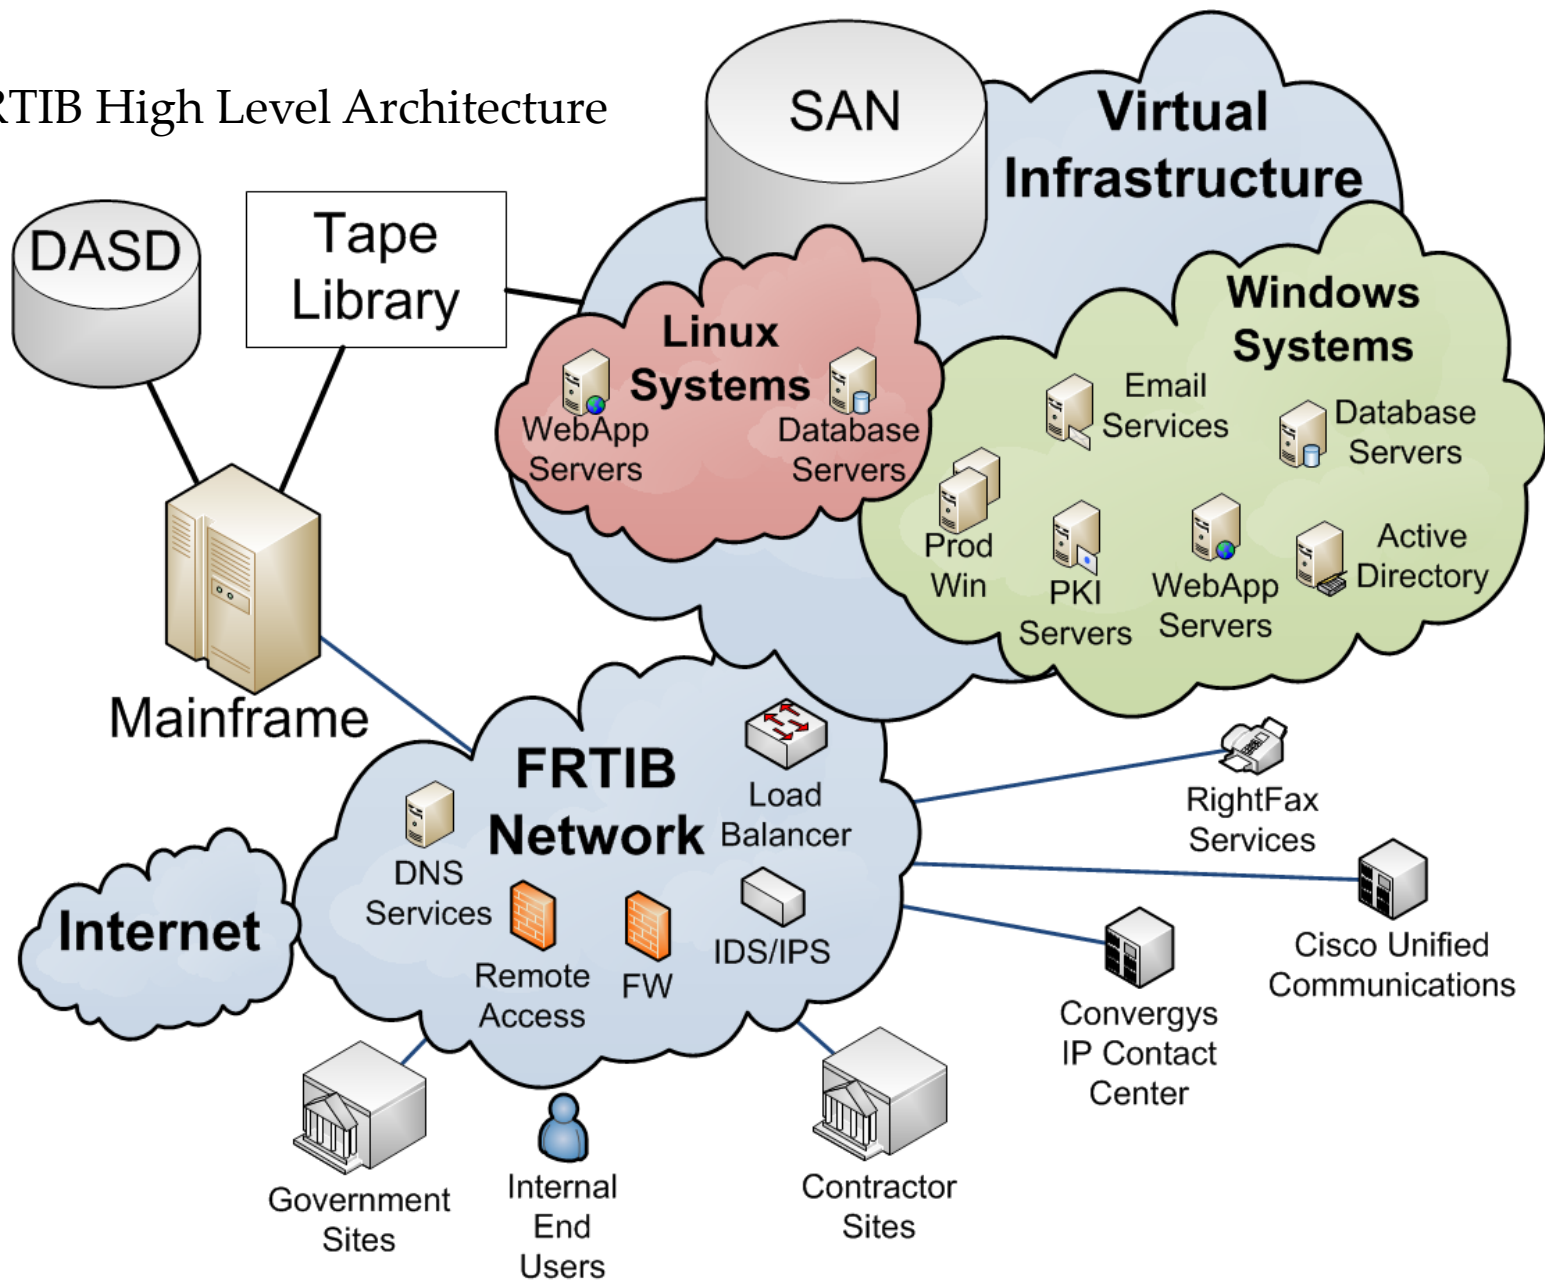 RTIB High Level Architecture
SAN
Virtual
Infrastructure
DASD
Tape
Library
Linux
Systems
WebApp
Servers
Database
Servers
Windows
Systems
Email
Services
Database
Servers
Prod
Win
PKI
Servers
WebApp
Servers
Active
Directory
Mainframe
FRTIB
Network
Load
Balancer
DNS
Services
Remote
Access
FW
IDS/IPS
Internet
RightFax
Services
Cisco Unified
Communications
Convergys
IP Contact
Center
Government
Sites
Internal
End
Users
Contractor
Sites